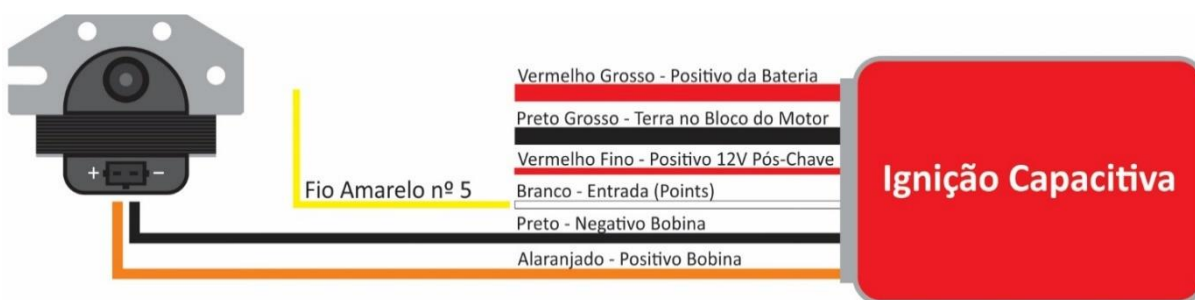 Vermelho Grosso - Positivo da Bateria
Preto Grosso - Terra no Bloco do Motor
Vermelho Fino - Positivo 12V Pós-Chave
Fio Amarelo nº 5
Branco - Entrada (Points)
Preto - Negativo Bobina
Alaranjado - Positivo Bobina
Ignição Capacitiva
+ -